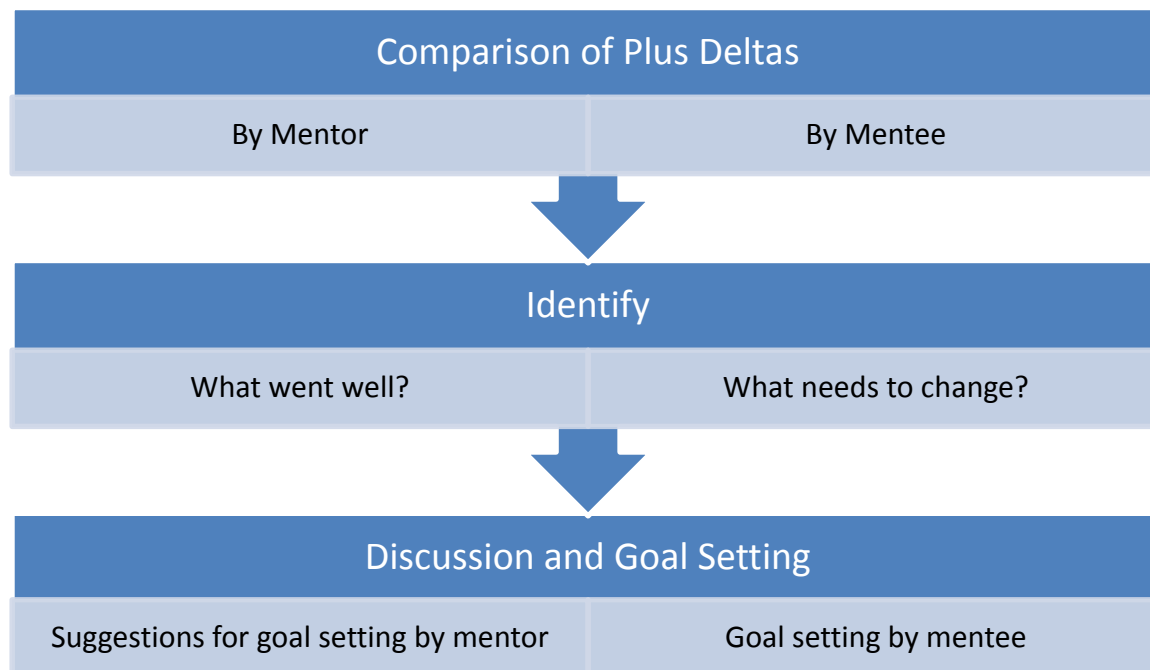 Comparison of Plus Deltas
By Mentor
By Mentee
Identify
What went well?
What needs to change?
Discussion and Goal Setting
Suggestions for goal setting by mentor
Goal setting by mentee